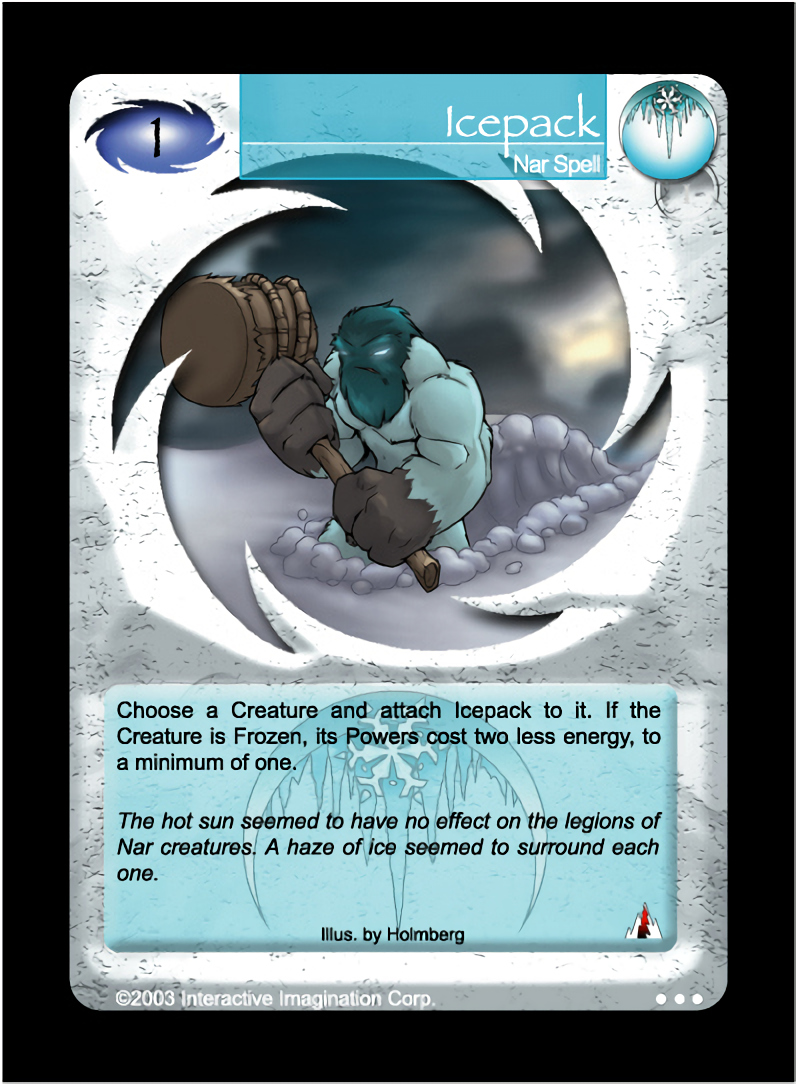 1
Icepack
Nar Spell
Choose a Creature and attach Icepack to it. If the
Creature is Frozen, its Powers cost two less energy, to
a minimum of one.
The hot sun seemed to have no effect on the legions of
Nar creatures. A haze of ice seemed to surround each
one.
Illus. by Holmberg
©2003 Interactive Imagination Corp.